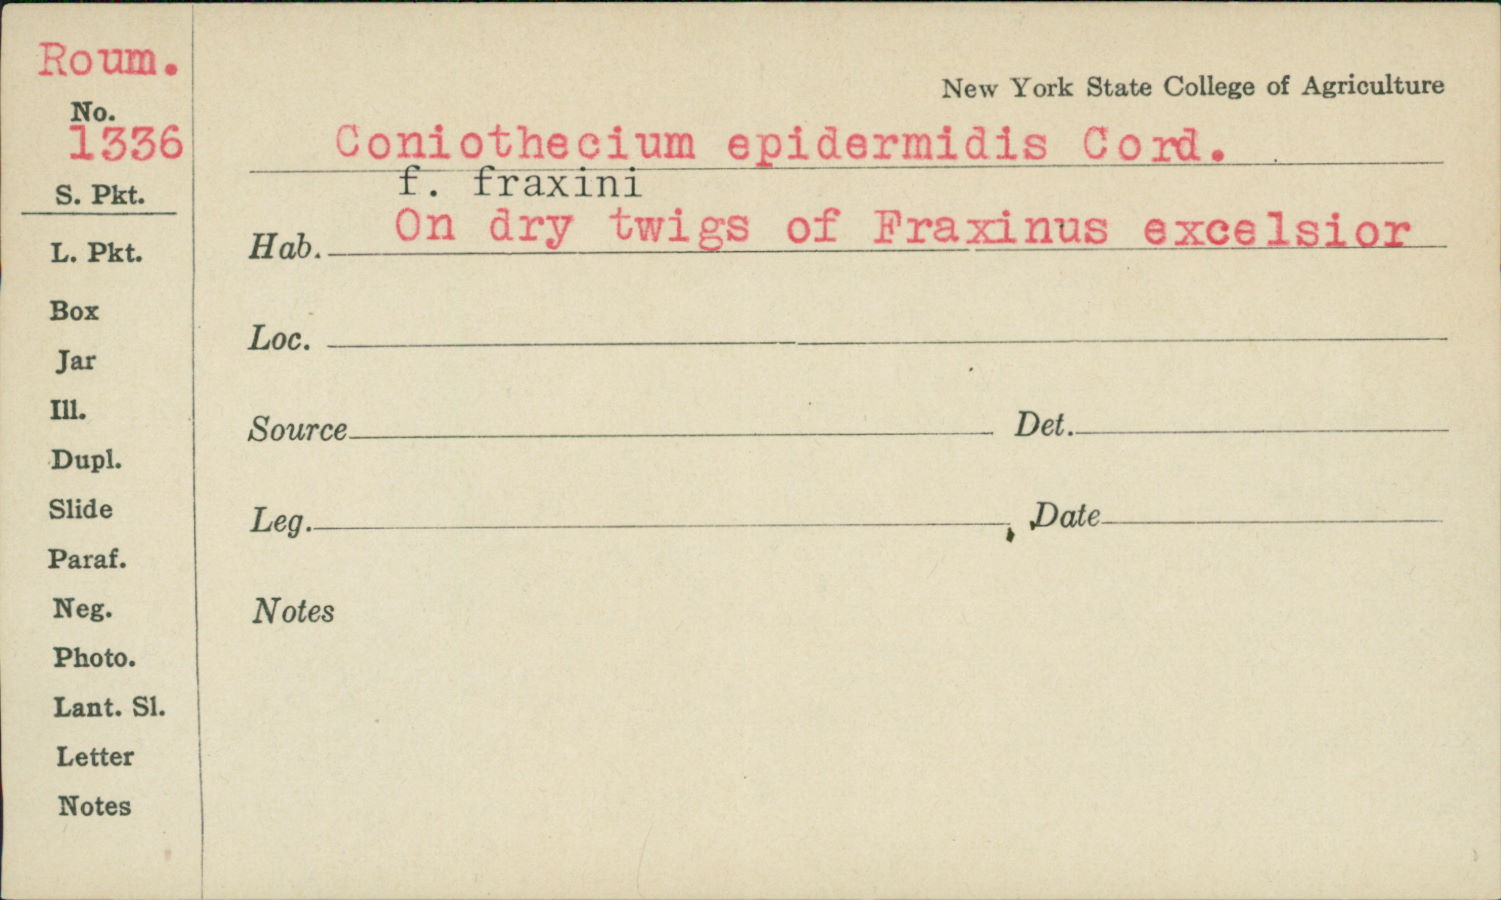 Roum.
No.
1336
S. Pkt.
L. Pkt.
Box
Jar
Ill.
Dupl.
Slide
Paraf.
Neg.
Photo.
Lant. Sl.
Letter
Notes
New York State College of Agriculture
Coniothecium epidermidis Cord.
f. fraxini
Hab. On dry twigs of Fraxinus excelsior
Loc.
Source Det.
Leg. Date
Notes